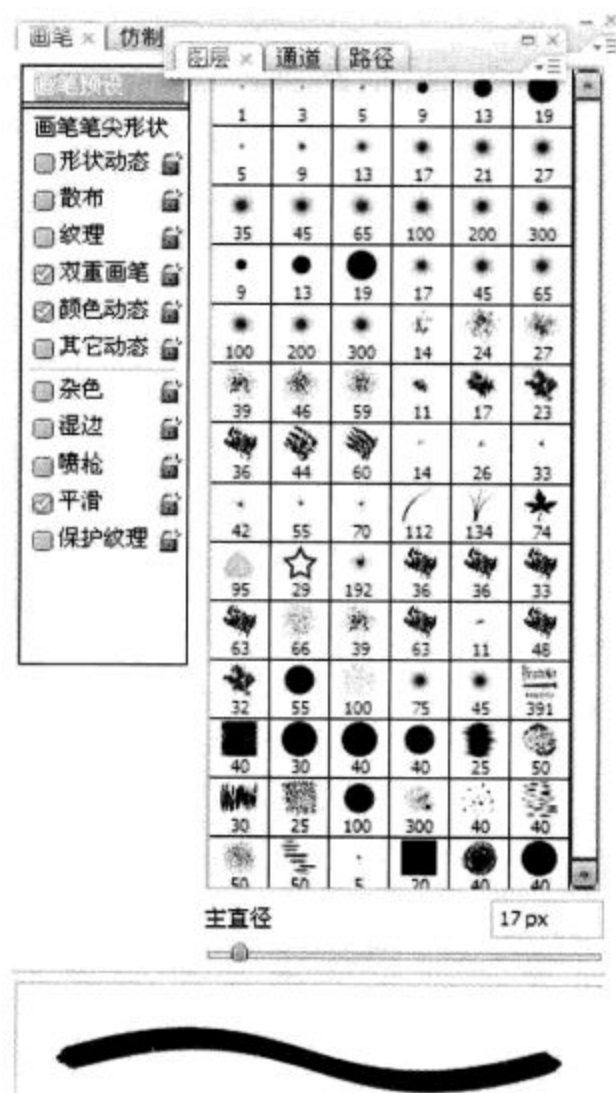 画笔 × 仿制
图层 × 通道 路径
画笔预设
画笔笔尖形状
形状动态
散布
纹理
双重画笔
颜色动态
其它动态
杂色
湿边
喷枪
平滑
保护纹理
1 3 5 9 13 19
5 9 13 17 21 27
35 45 65 100 200 300
9 13 19 17 45 65
100 200 300 14 24 27
39 46 59 11 17 23
36 44 60 14 26 33
42 55 70 112 134 74
95 29 192 36 36 33
63 66 39 63 11 48
32 55 100 75 45 391
40 30 40 40 25 50
30 25 100 300 40 40
50 50 5 20 40 40
主直径 17 px